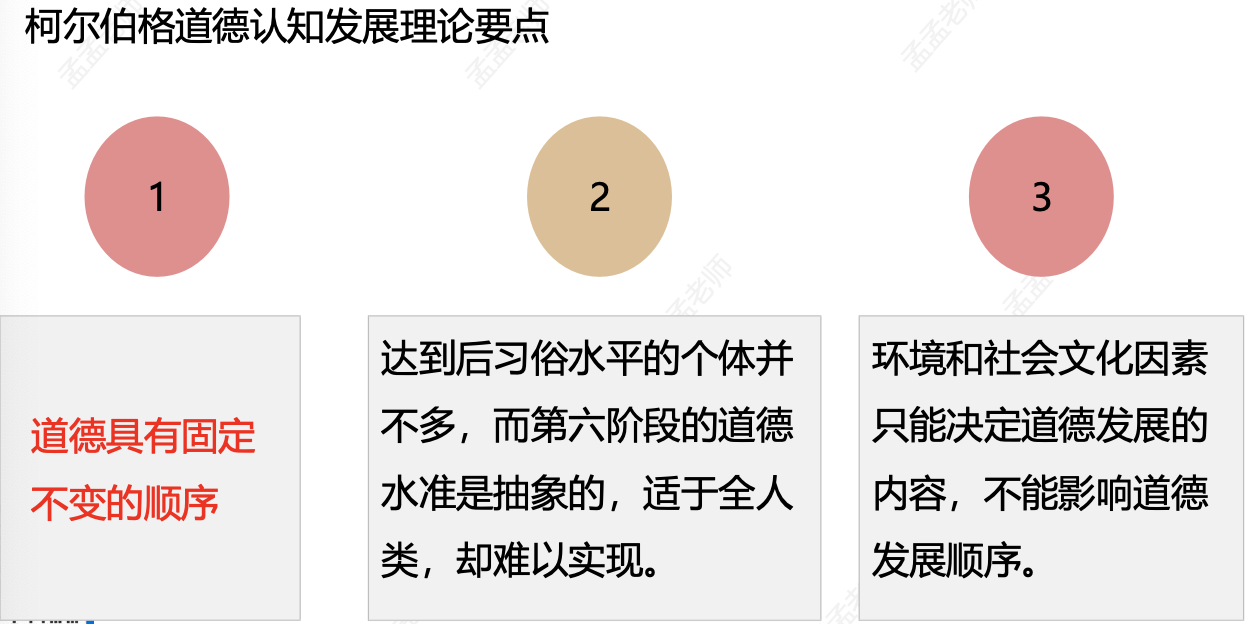 柯尔伯格道德认知发展理论要点
1
2
3
道德具有固定
不变的顺序
达到后习俗水平的个体并
不多，而第六阶段的道德
水准是抽象的，适于全人
类，却难以实现。
环境和社会文化因素
只能决定道德发展的
内容，不能影响道德
发展顺序。
孟孟老师